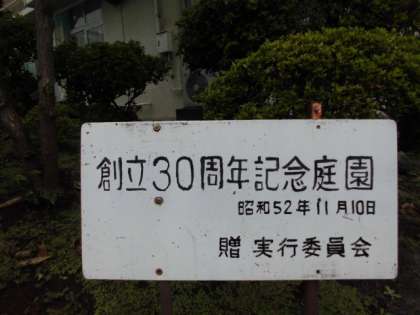 創立30周年記念庭園
昭和52年11月10日
贈 実行委員会